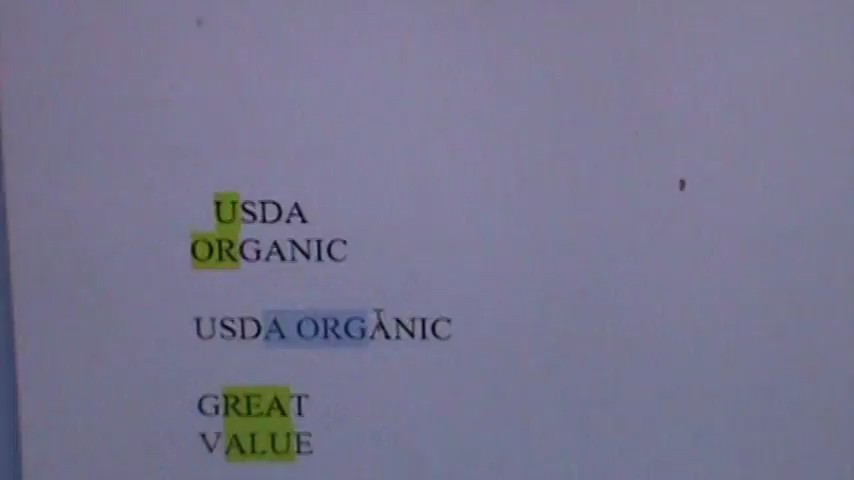 USDA
ORGANIC
USDA ORGANIC
GREAT
VALUE